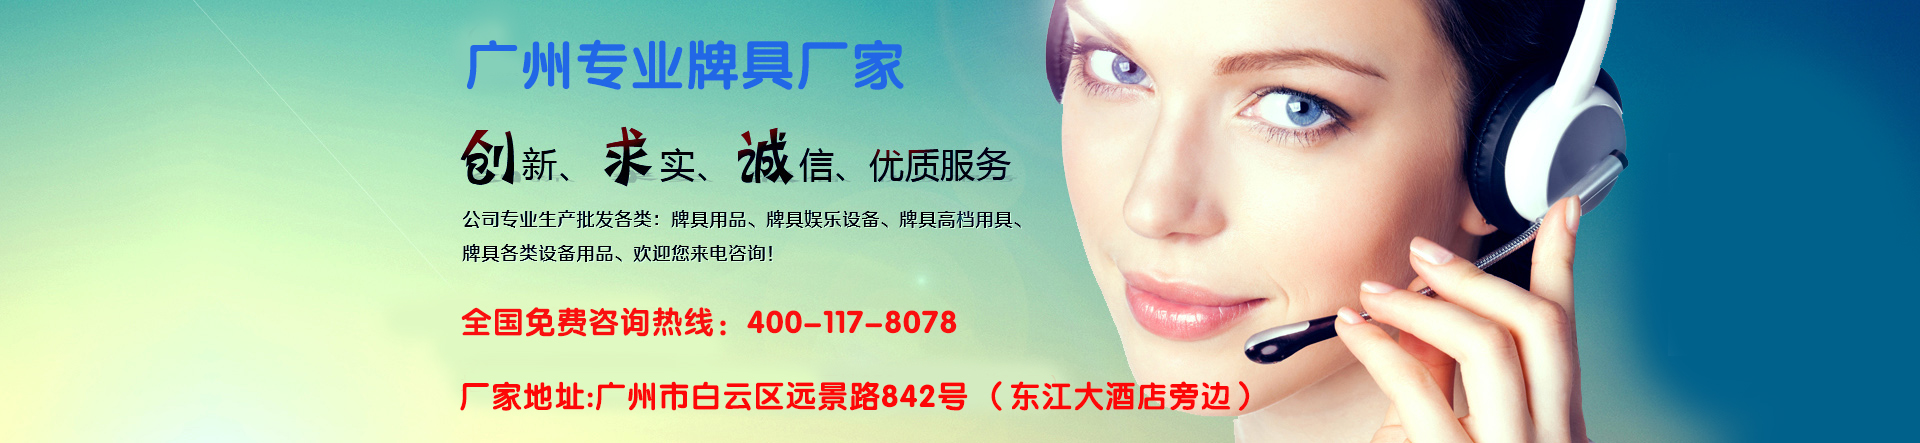 广州专业牌具厂家
创新、求实、诚信、优质服务
公司专业生产批发各类：牌具用品、牌具娱乐设备、牌具高档用具、
牌具各类设备用品、欢迎您来电咨询！
全国免费咨询热线：400-117-8078
厂家地址:广州市白云区远景路842号（东江大酒店旁边）